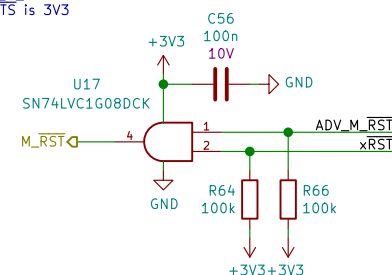 TS is 3V3
C56
100n
10V
+3V3
GND
U17
SN74LVC1G08DCK
ADV_M_RST
1
4
M_RST
2
xRST
R64
100k
R66
100k
GND
+3V3+3V3